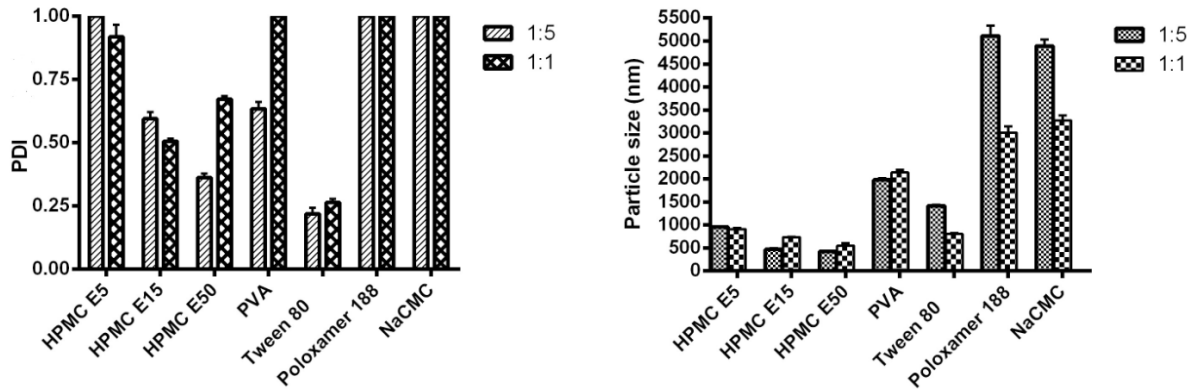 1.00
0.75
0.50
0.25
0.00
PDI
HPMC E5
HPMC E15
HPMC E50
PVA
Tween 80
Poloxamer 188
NaCMC
1:5
1:1
5500
5000
4500
4000
3500
3000
2500
2000
1500
1000
500
0
Particle size (nm)
HPMC E5
HPMC E15
HPMC E50
PVA
Tween 80
Poloxamer 188
NaCMC
1:5
1:1